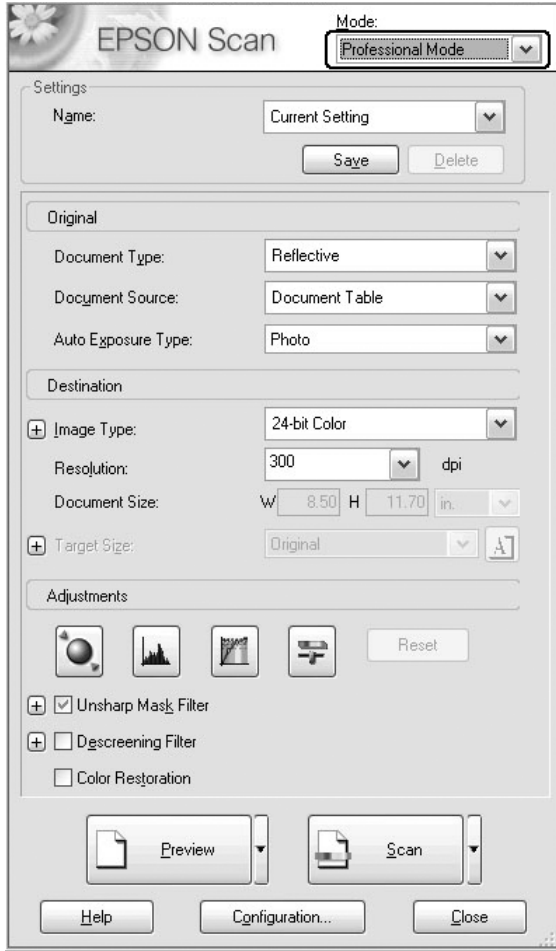 EPSON Scan
Mode:
Professional Mode
Settings
Name: Current Setting
Save Delete
Original
Document Type: Reflective
Document Source: Document Table
Auto Exposure Type: Photo
Destination
Image Type: 24-bit Color
Resolution: 300 dpi
Document Size: W 8.50 H 11.70 in.
Target Size: Original A
Adjustments
Reset
Unsharp Mask Filter
Descreening Filter
Color Restoration
Preview Scan
Help Configuration... Close